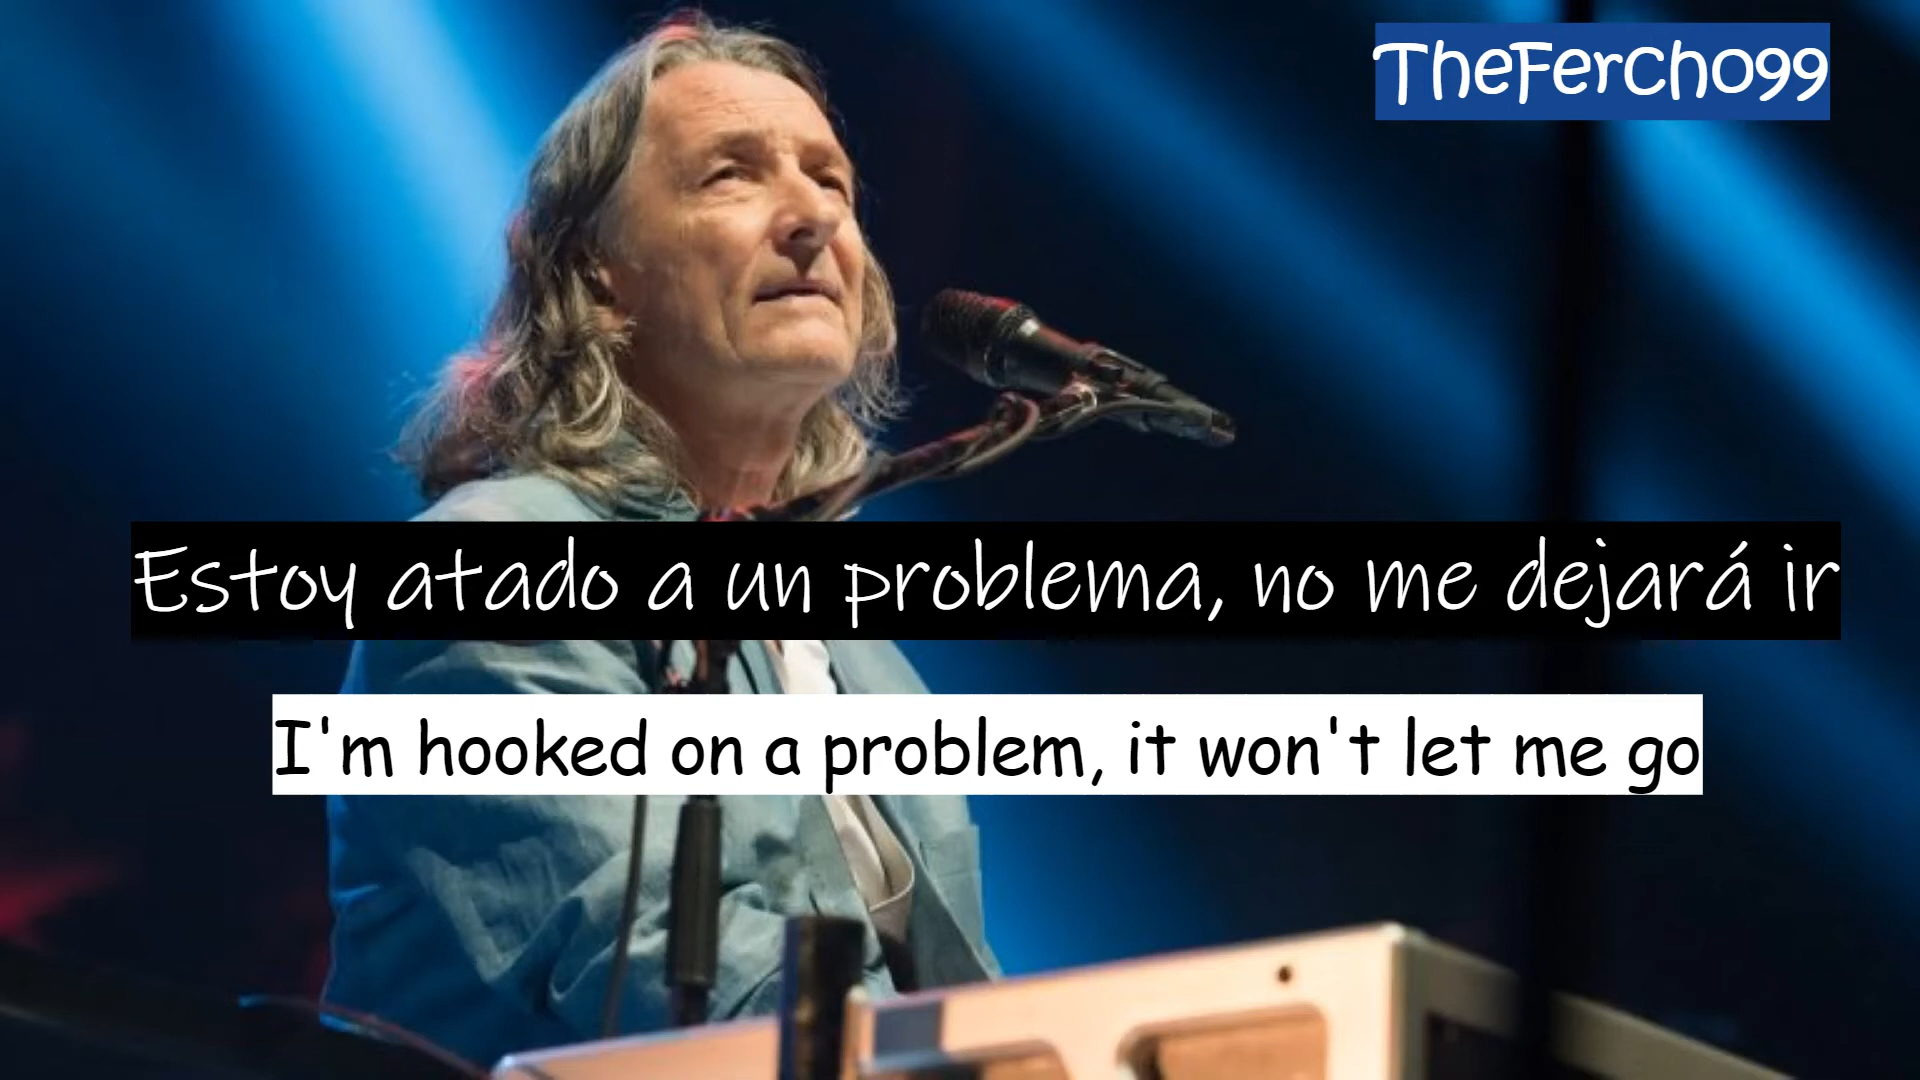 TheFercho99
Estoy atado a un problema, no me dejará ir
I'm hooked on a problem, it won't let me go